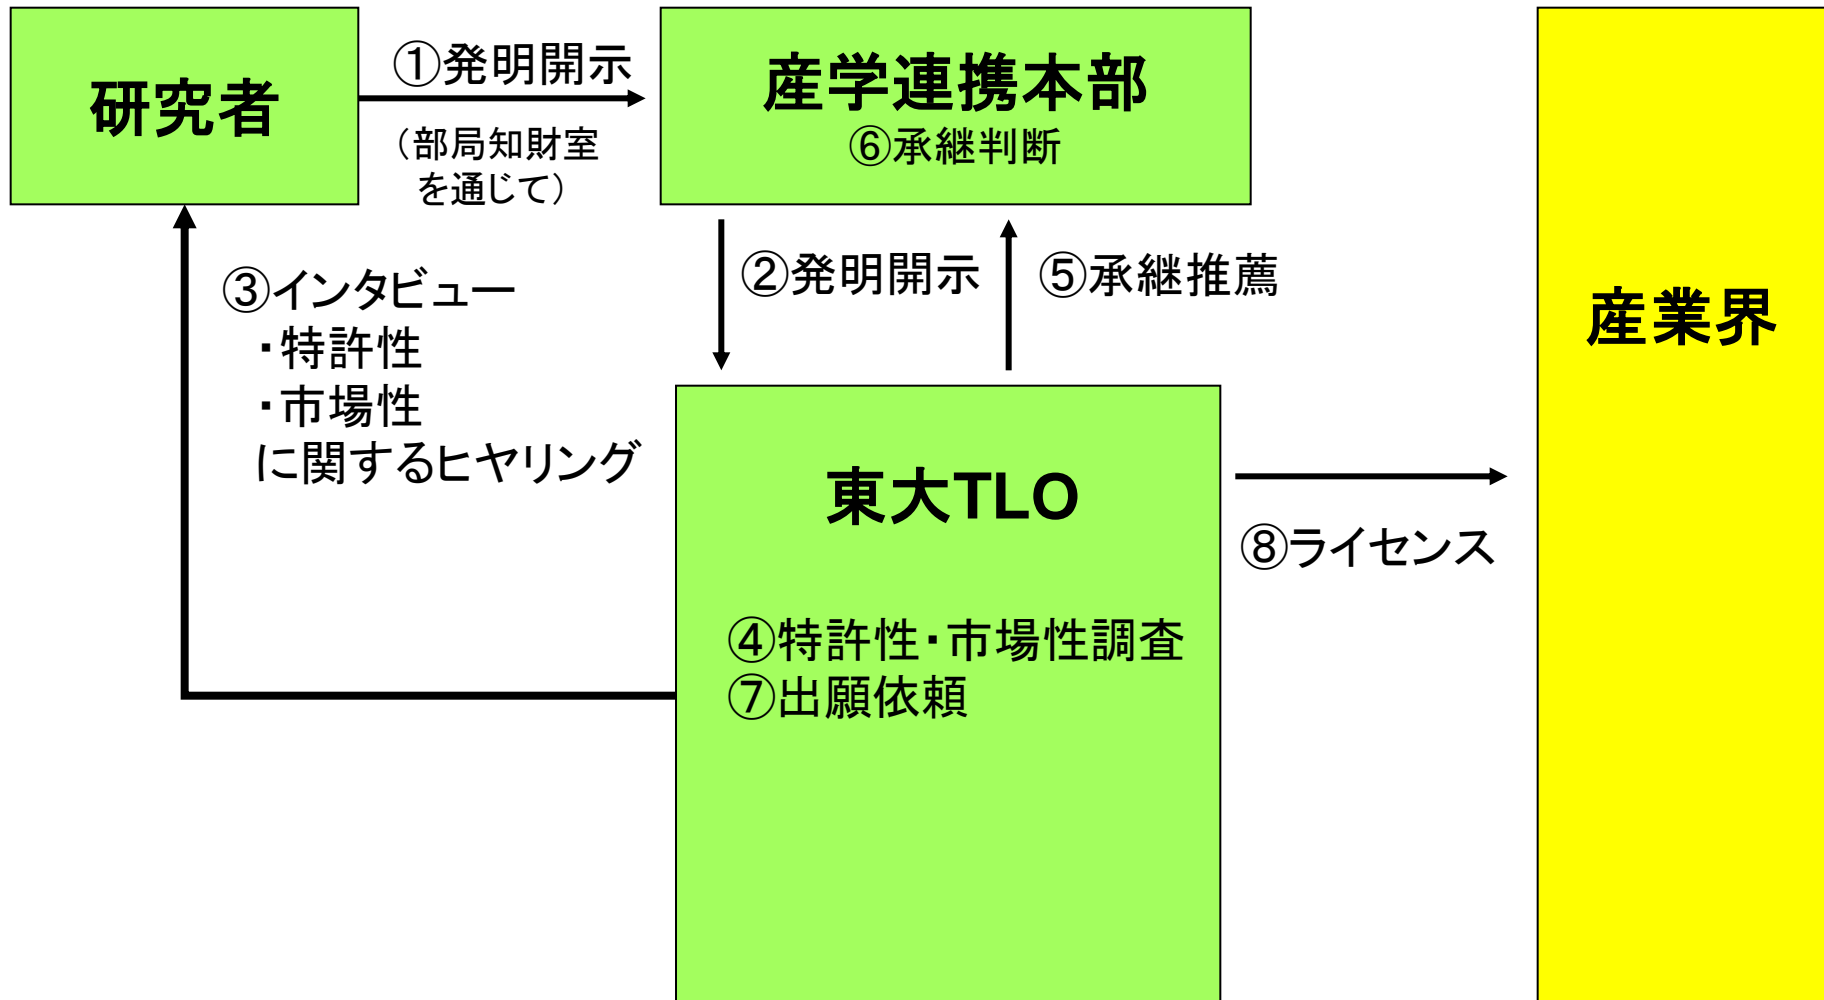 研究者
①発明開示
（部局知財室
を通じて）
産学連携本部
⑥承継判断
②発明開示
⑤承継推薦
③インタビュー
・特許性
・市場性
に関するヒヤリング
東大TLO
④特許性・市場性調査
⑦出願依頼
⑧ライセンス
産業界